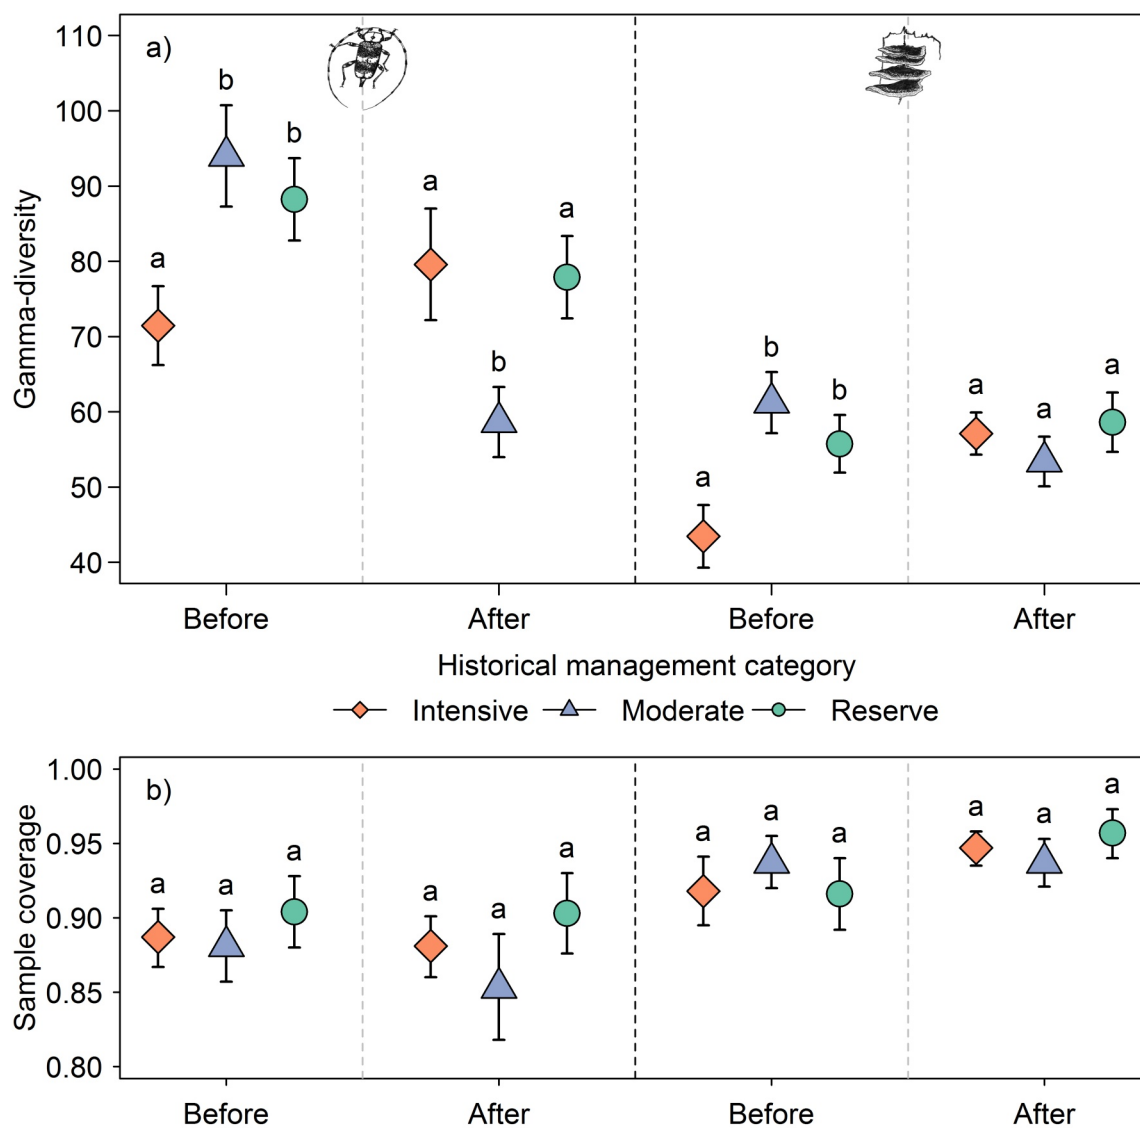 a)
110
100
90
80
70
60
50
40
Gamma-diversity
a
b
b
a
b
a
a
b
b
a
a
a
Before
After
Before
After
Historical management category
Intensive
Moderate
Reserve
b)
1.00
0.95
0.90
0.85
0.80
Sample coverage
a
a
a
a
a
a
a
a
a
a
a
a
Before
After
Before
After